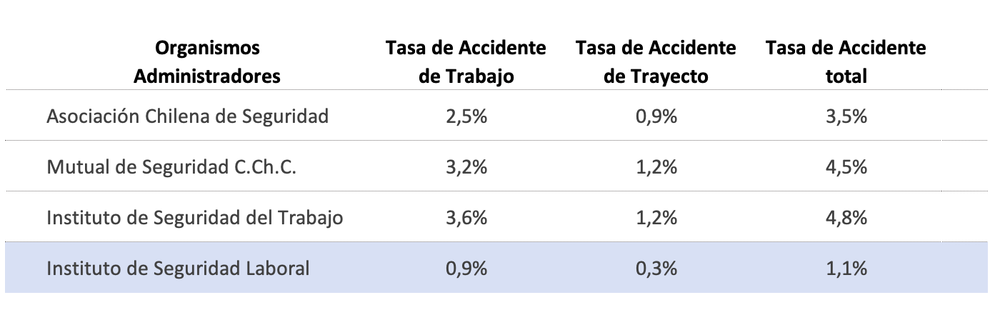 Organismos Administradores Tasa de Accidente de Trabajo Tasa de Accidente de Trayecto Tasa de Accidente total
Asociación Chilena de Seguridad 2,5% 0,9% 3,5%
Mutual de Seguridad C.Ch.C. 3,2% 1,2% 4,5%
Instituto de Seguridad del Trabajo 3,6% 1,2% 4,8%
Instituto de Seguridad Laboral 0,9% 0,3% 1,1%